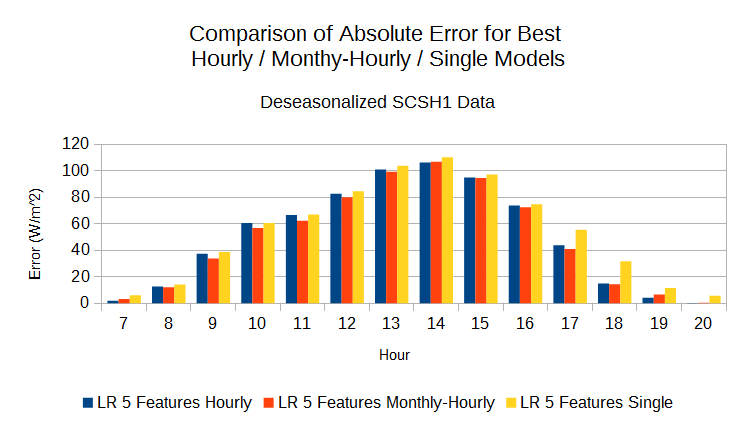 Comparison of Absolute Error for Best
Hourly / Monthy-Hourly / Single Models
Deseasonalized SCSH1 Data
Error (W/m^2)
120
100
80
60
40
20
0
7 8 9 10 11 12 13 14 15 16 17 18 19 20
Hour
LR 5 Features Hourly LR 5 Features Monthly-Hourly LR 5 Features Single